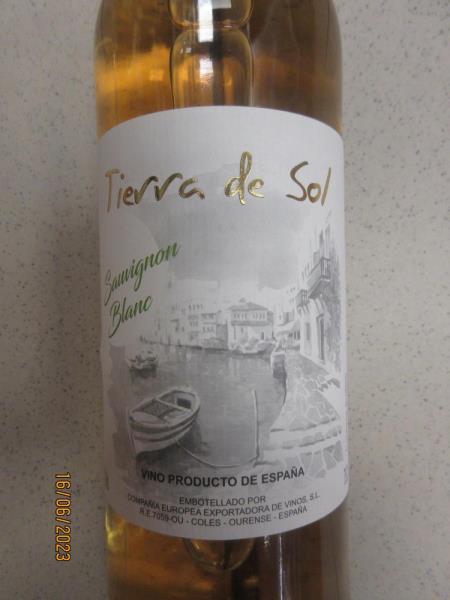 Tierra de Sol
Sauvignon
Blanc
VINO PRODUCTO DE ESPAÑA
EMBOTELLADO POR
COMPAÑÍA EUROPEA EXPORTADORA DE VINOS, S.L.
R.E.7059-OU - COLES - OURENSE - ESPAÑA
16/06/2023